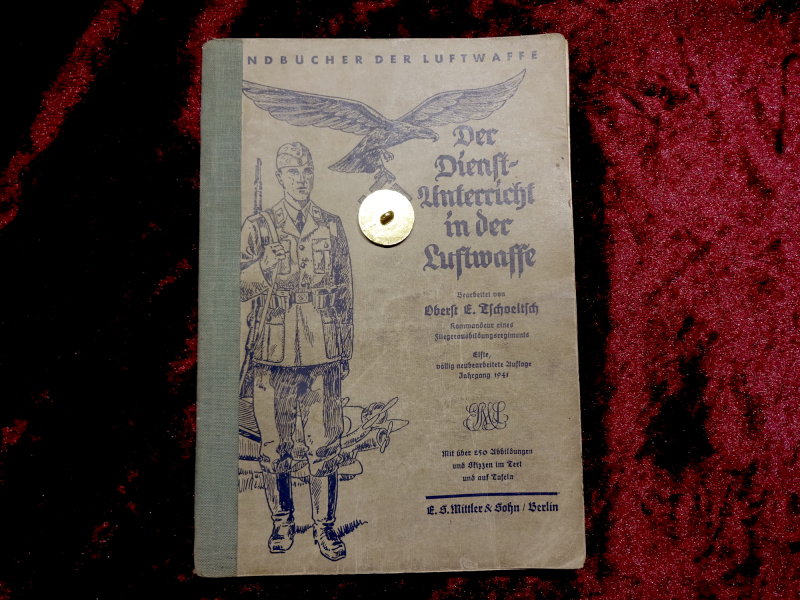 NDBÜCHER DER LUFTWAFFE
Der
Dienst-
Unterricht
in der
Luftwaffe
Bearbeitet von
Oberst E. Tschoeltsch
Kommandeur eines
Fliegerausbildungsregiments
Elfte,
völlig neubearbeitete Auflage
Jahrgang 1941
Mit über 250 Abbildungen
und Skizzen im Text
und auf Tafeln
E. S. Mittler & Sohn / Berlin